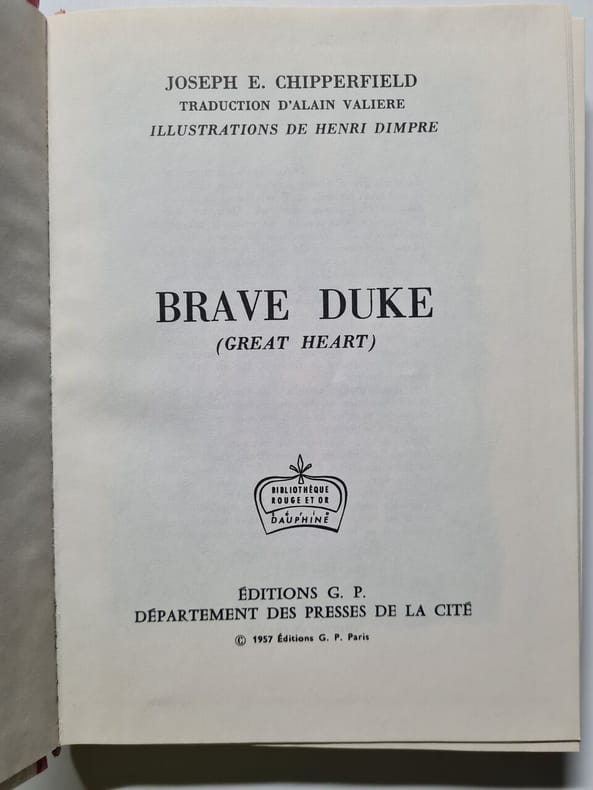 JOSEPH E. CHIPPERFIELD
TRADUCTION D'ALAIN VALIERE
ILLUSTRATIONS DE HENRI DIMPRE
BRAVE DUKE
(GREAT HEART)
BIBLIOTHÈQUE
ROUGE ET OR
Série
DAUPHINE
ÉDITIONS G. P.
DÉPARTEMENT DES PRESSES DE LA CITÉ
© 1957 Éditions G. P. Paris